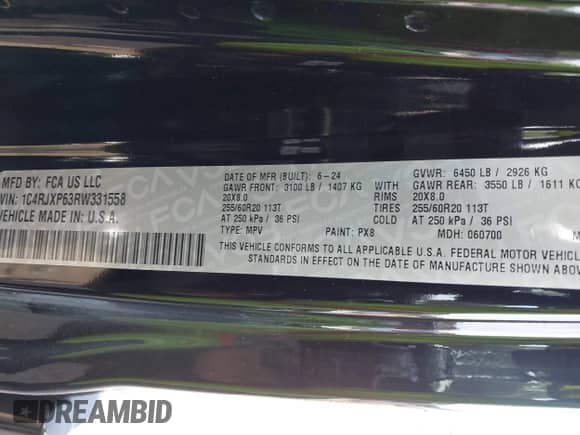 MFD BY: FCA US LLC
VIN: 1C4RJXP63RW331558
VEHICLE MADE IN: U.S.A.
DATE OF MFR (BUILT): 6-24
GAWR FRONT: 3100 LB/ 1407 KG
20X8.0
255/60R20 113T
AT 250 kPa / 36 PSI
TYPE: MPV
PAINT: PX8
GVWR: 6450 LB/ 2926 KG
GAWR REAR: 3550 LB/ 1611 KG
RIMS 20X8.0
TIRES 255/60R20 113T
COLD AT 250 kPa / 36 PSI
MDH: 060700
THIS VEHICLE CONFORMS TO ALL APPLICABLE U.S.A. FEDERAL MOTOR VEHICLE
STANDARDS IN EFFECT ON THE DATE OF MANUFACTURE SHOWN ABOVE.
DREAMBID